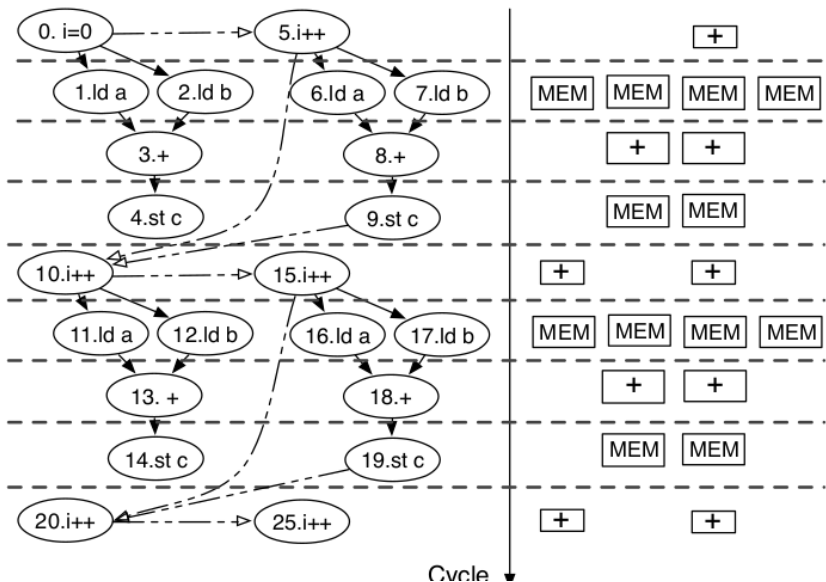 0. i=0 5.i++ +
1.ld a 2.ld b 6.ld a 7.ld b MEM MEM MEM MEM
3.+ 8.+ + +
4.st c 9.st c MEM MEM
10.i++ 15.i++ + +
11.ld a 12.ld b 16.ld a 17.ld b MEM MEM MEM MEM
13. + 18.+ + +
14.st c 19.st c MEM MEM
20.i++ 25.i++ + +
Cycle